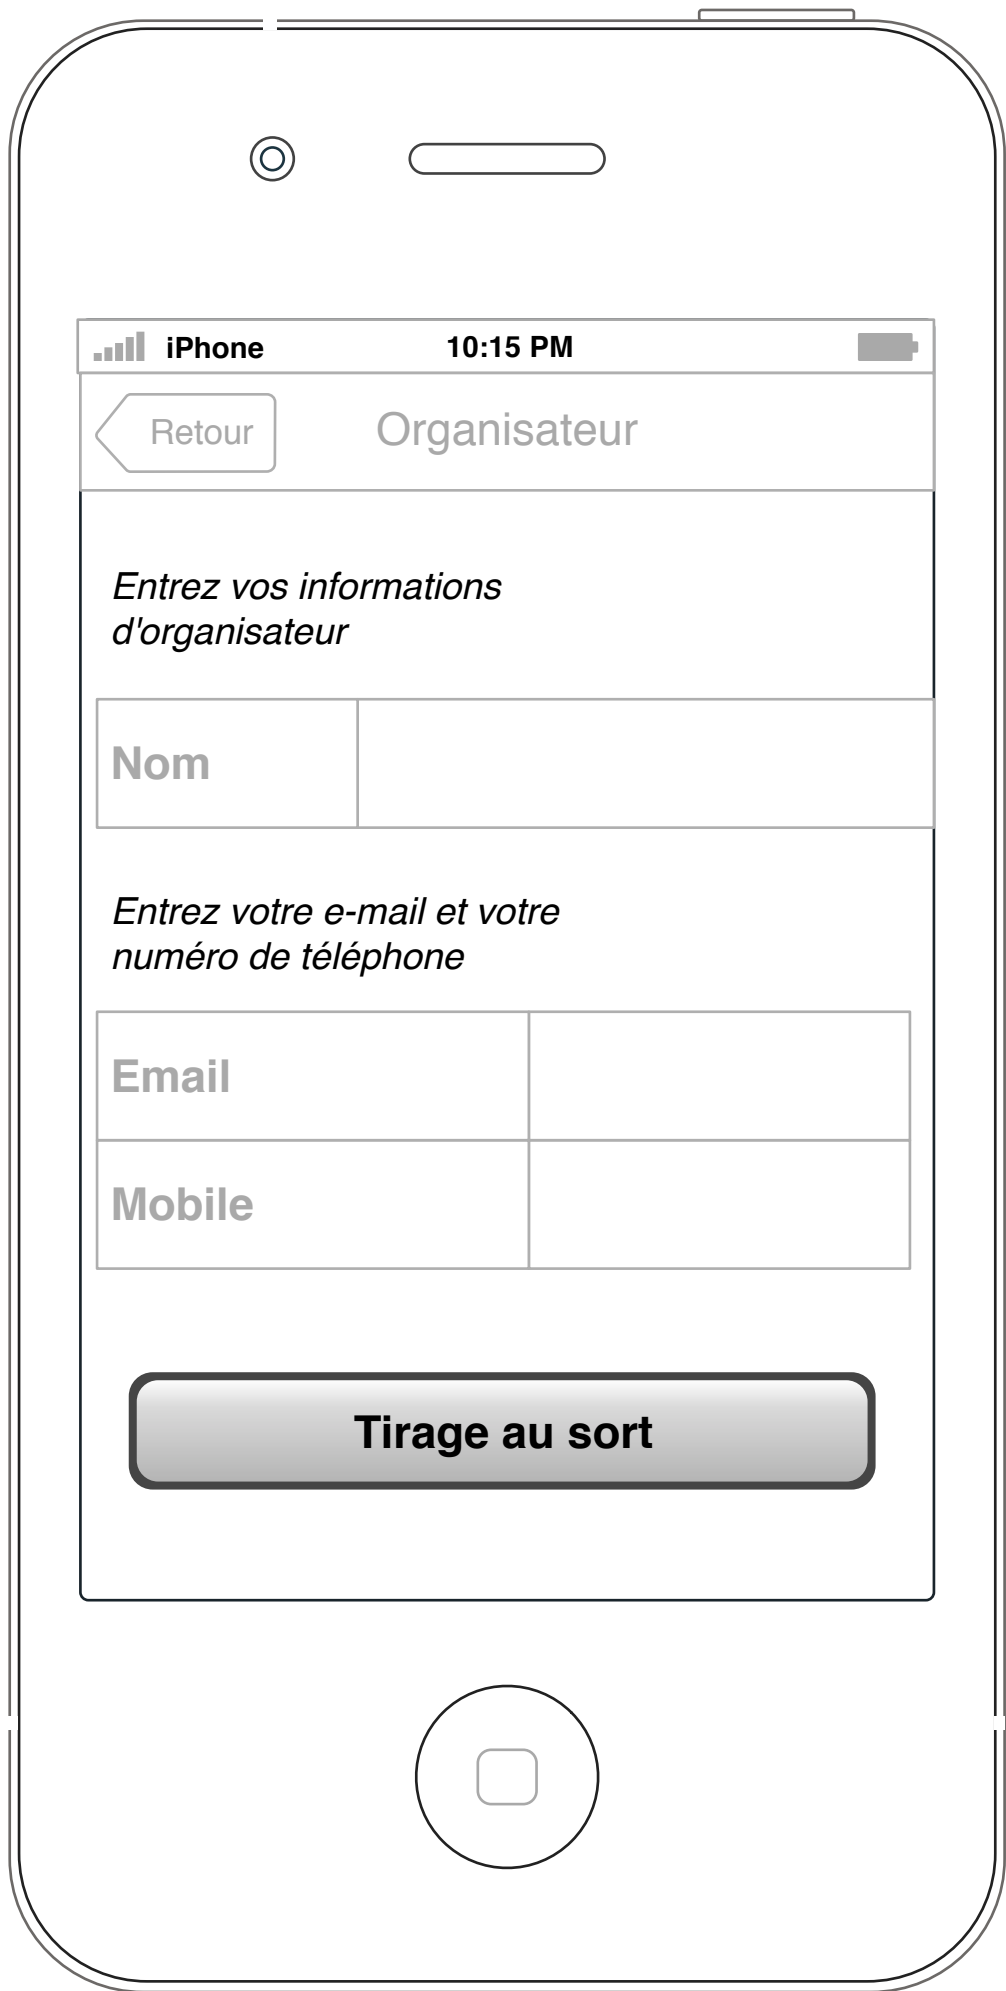 iPhone 10:15 PM
Retour Organisateur
Entrez vos informations
d'organisateur
Nom
Entrez votre e-mail et votre
numéro de téléphone
Email
Mobile
Tirage au sort